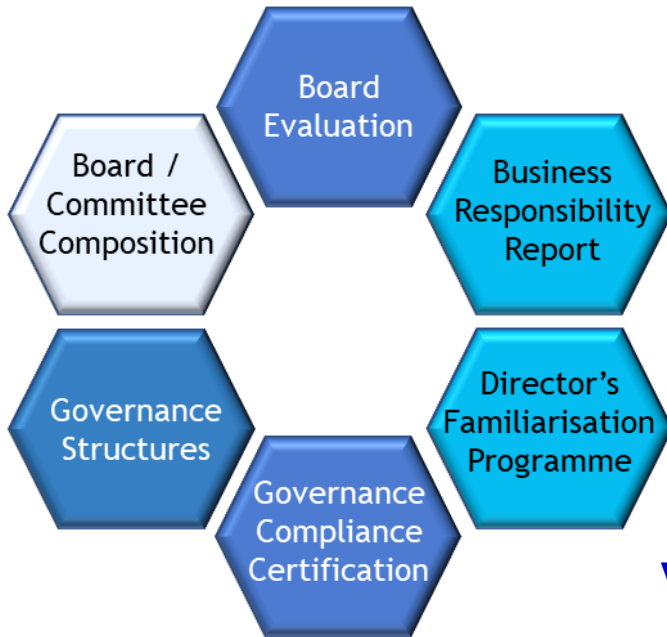 Board
Evaluation
Board /
Committee
Composition
Business
Responsibility
Report
Governance
Structures
Director’s
Familiarisation
Programme
Governance
Compliance
Certification